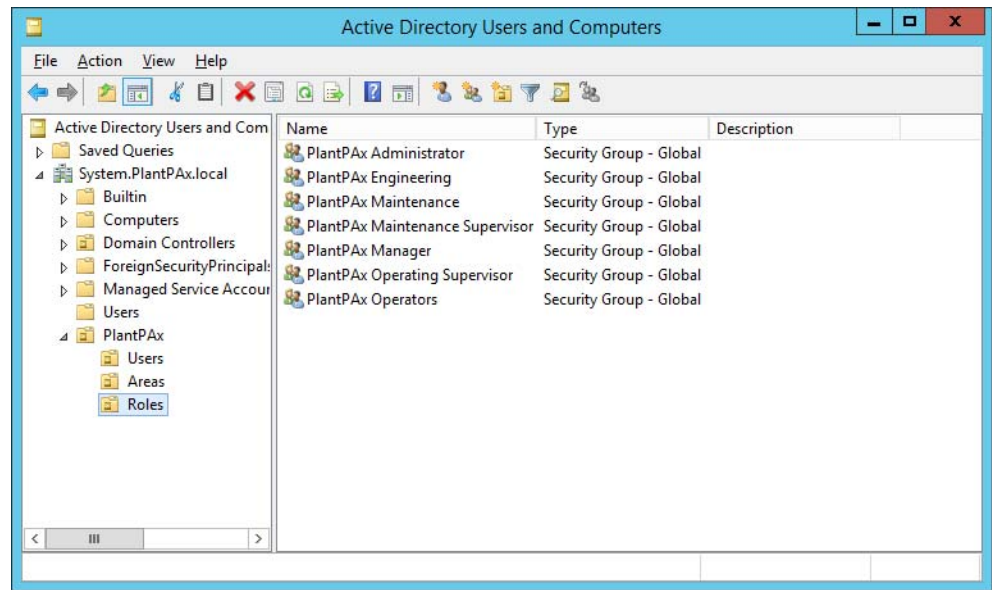 Active Directory Users and Computers
File Action View Help
Active Directory Users and Com
Saved Queries
System.PlantPAx.local
Builtin
Computers
Domain Controllers
ForeignSecurityPrincipals
Managed Service Accour
Users
PlantPAx
Users
Areas
Roles
Name Type Description
PlantPAx Administrator Security Group - Global
PlantPAx Engineering Security Group - Global
PlantPAx Maintenance Security Group - Global
PlantPAx Maintenance Supervisor Security Group - Global
PlantPAx Manager Security Group - Global
PlantPAx Operating Supervisor Security Group - Global
PlantPAx Operators Security Group - Global